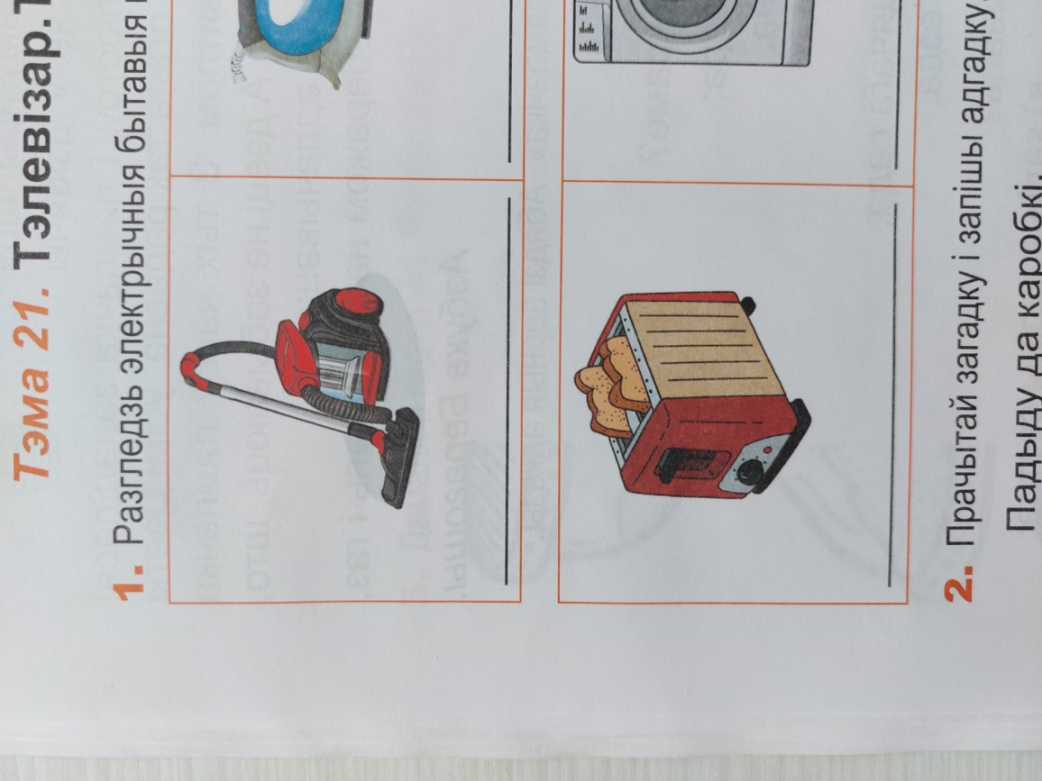 Тэма 21. Тэлевізар.
1. Разгледзь электрычныя бытавыя
2. Прачытай загадку і запішы адгадку.
Падыду да каробкі,